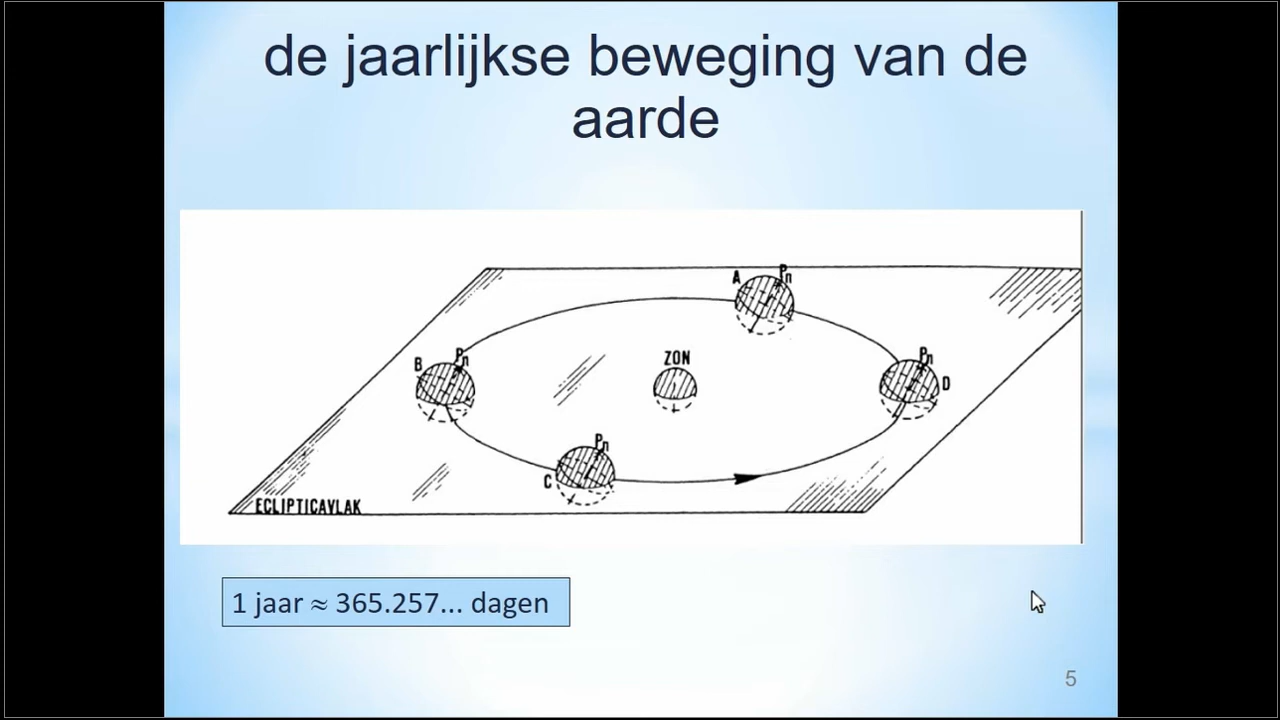 de jaarlijkse beweging van de
aarde
A Pn
B Pn
ZON
Pn D
C Pn
ECLIPTICAVLAK
1 jaar ≈ 365.257... dagen
5